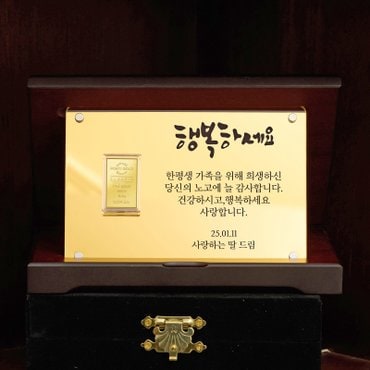 행복하세요
한평생 가족을 위해 희생하신
당신의 노고에 늘 감사합니다.
건강하시고,행복하세요
사랑합니다.
25.01.11
사랑하는 딸 드림